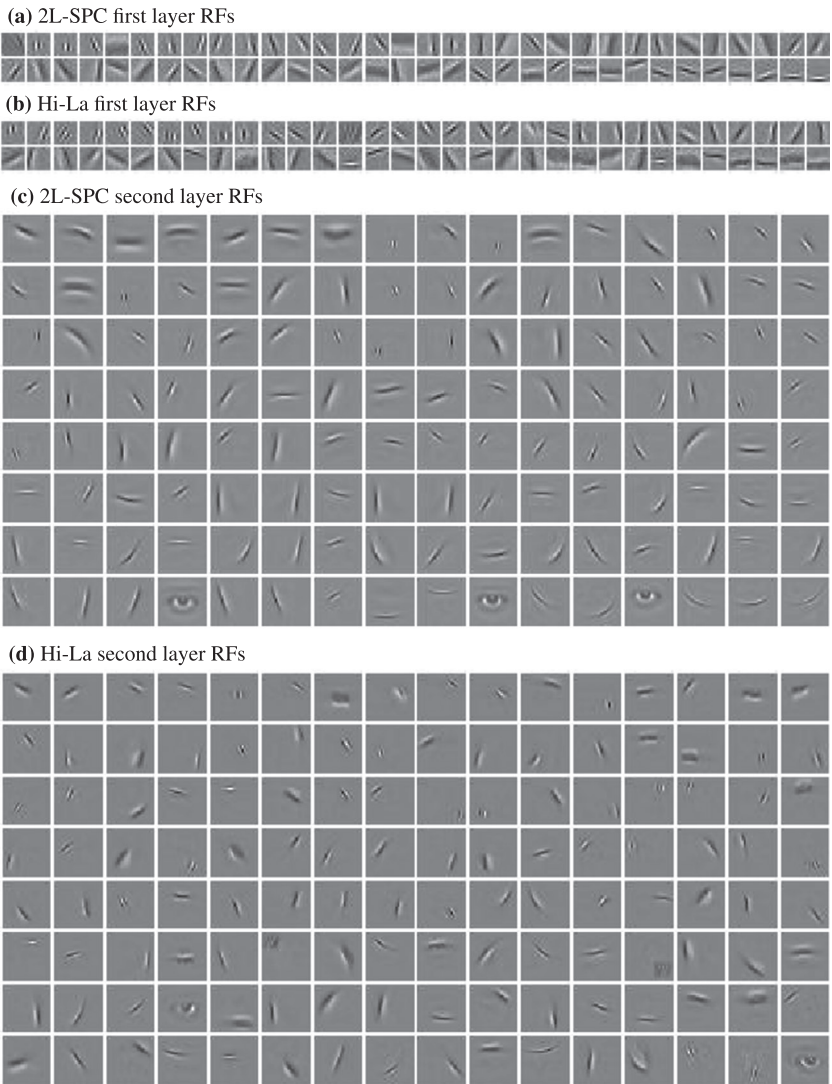 (a) 2L-SPC first layer RFs
(b) Hi-La first layer RFs
(c) 2L-SPC second layer RFs
(d) Hi-La second layer RFs